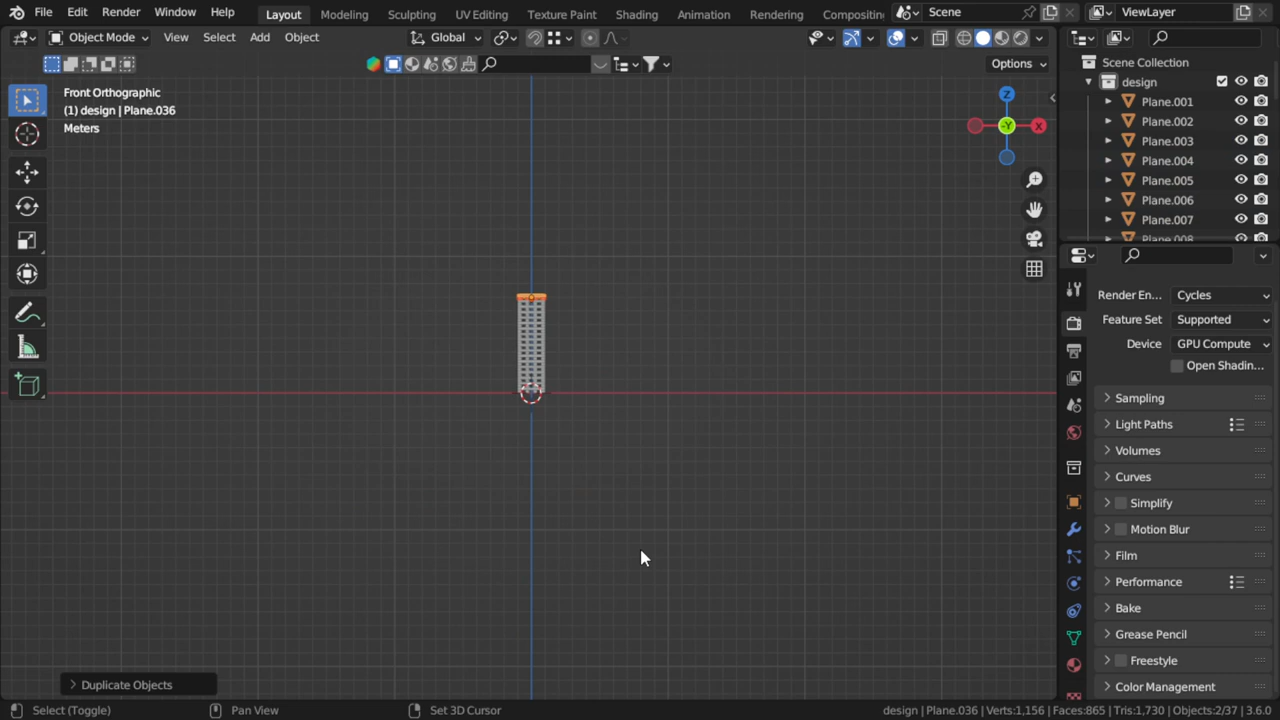 File Edit Render Window Help Layout Modeling Sculpting UV Editing Texture Paint Shading Animation Rendering Compositing Scene ViewLayer
Object Mode View Select Add Object Global
Options
Front Orthographic
(1) design | Plane.036
Meters
Z
X
-Y
Scene Collection
design
Plane.001
Plane.002
Plane.003
Plane.004
Plane.005
Plane.006
Plane.007
Plane.008
Render En... Cycles
Feature Set Supported
Device GPU Compute
Open Shadin...
Sampling
Light Paths
Volumes
Curves
Simplify
Motion Blur
Film
Performance
Bake
Grease Pencil
Freestyle
Color Management
Duplicate Objects
Select (Toggle) Pan View Set 3D Cursor design | Plane.036 | Verts:1,156 | Faces:865 | Tris:1,730 | Objects:2/37 | 3.6.0